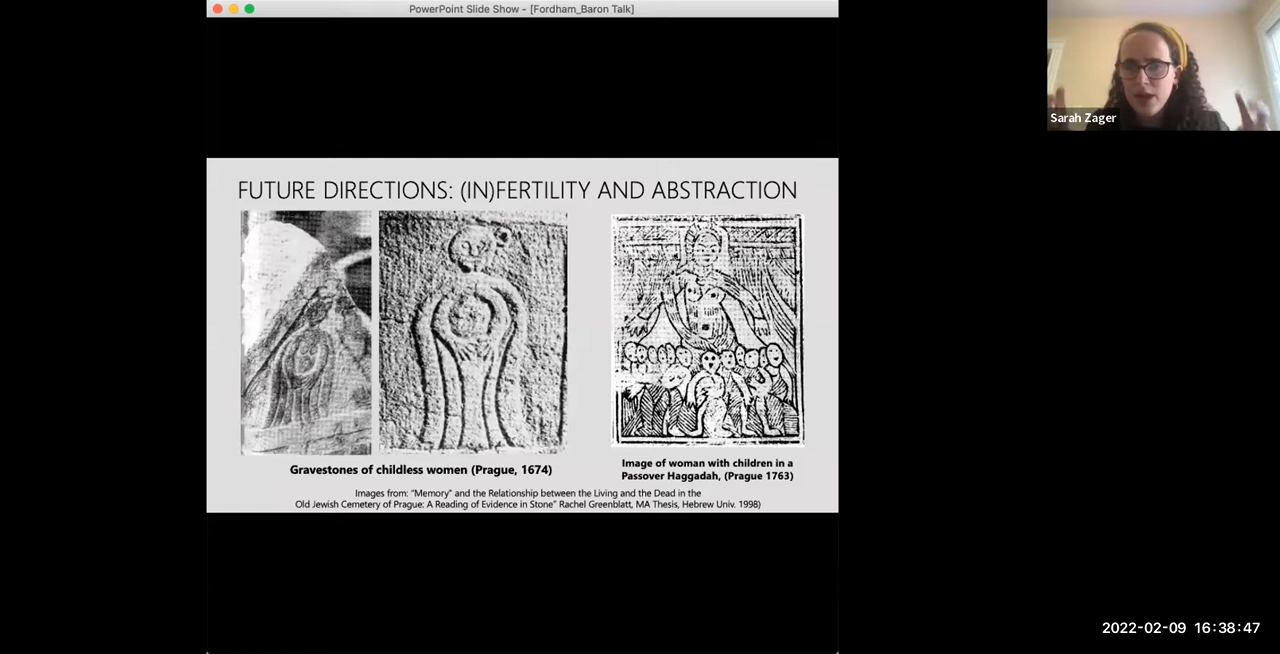 PowerPoint Slide Show - [Fordham_Baron Talk]
Sarah Zager
FUTURE DIRECTIONS: (IN)FERTILITY AND ABSTRACTION
Gravestones of childless women (Prague, 1674)
Image of woman with children in a
Passover Haggadah, (Prague 1763)
Images from: "Memory" and the Relationship between the Living and the Dead in the
Old Jewish Cemetery of Prague: A Reading of Evidence in Stone" Rachel Greenblatt, MA Thesis, Hebrew Univ. 1998)
2022-02-09 16:38:47